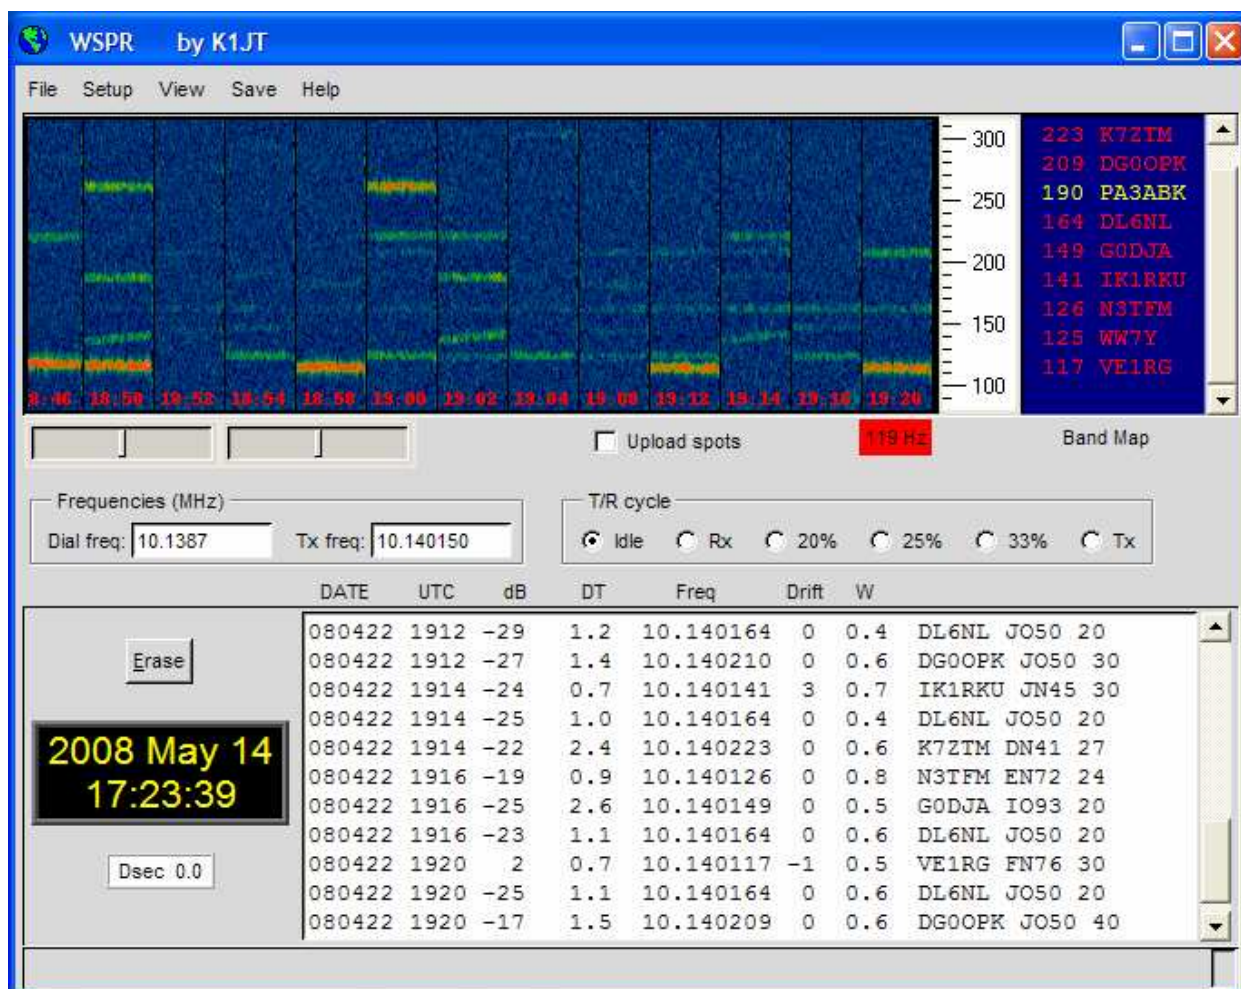 WSPR by K1JT
File Setup View Save Help
300
250
200
150
100
223 K7ZTM
209 DG0OPK
190 PA3ABK
164 DL6NL
149 G0DJA
141 IK1RKU
126 N3TFM
125 WW7Y
117 VE1RG
8:46 18:50 18:52 18:54 18:58 19:00 19:02 19:04 19:08 19:12 19:14 19:16 19:20
Upload spots
119 Hz
Band Map
Frequencies (MHz)
Dial freq: 10.1387 Tx freq: 10.140150
T/R cycle
Idle Rx 20% 25% 33% Tx
DATE UTC dB DT Freq Drift W
080422 1912 -29 1.2 10.140164 0 0.4 DL6NL JO50 20
080422 1912 -27 1.4 10.140210 0 0.6 DG0OPK JO50 30
080422 1914 -24 0.7 10.140141 3 0.7 IK1RKU JN45 30
080422 1914 -25 1.0 10.140164 0 0.4 DL6NL JO50 20
080422 1914 -22 2.4 10.140223 0 0.6 K7ZTM DN41 27
080422 1916 -19 0.9 10.140126 0 0.8 N3TFM EN72 24
080422 1916 -25 2.6 10.140149 0 0.5 G0DJA IO93 20
080422 1916 -23 1.1 10.140164 0 0.6 DL6NL JO50 20
080422 1920 2 0.7 10.140117 -1 0.5 VE1RG FN76 30
080422 1920 -25 1.1 10.140164 0 0.6 DL6NL JO50 20
080422 1920 -17 1.5 10.140209 0 0.6 DG0OPK JO50 40
Erase
2008 May 14
17:23:39
Dsec 0.0